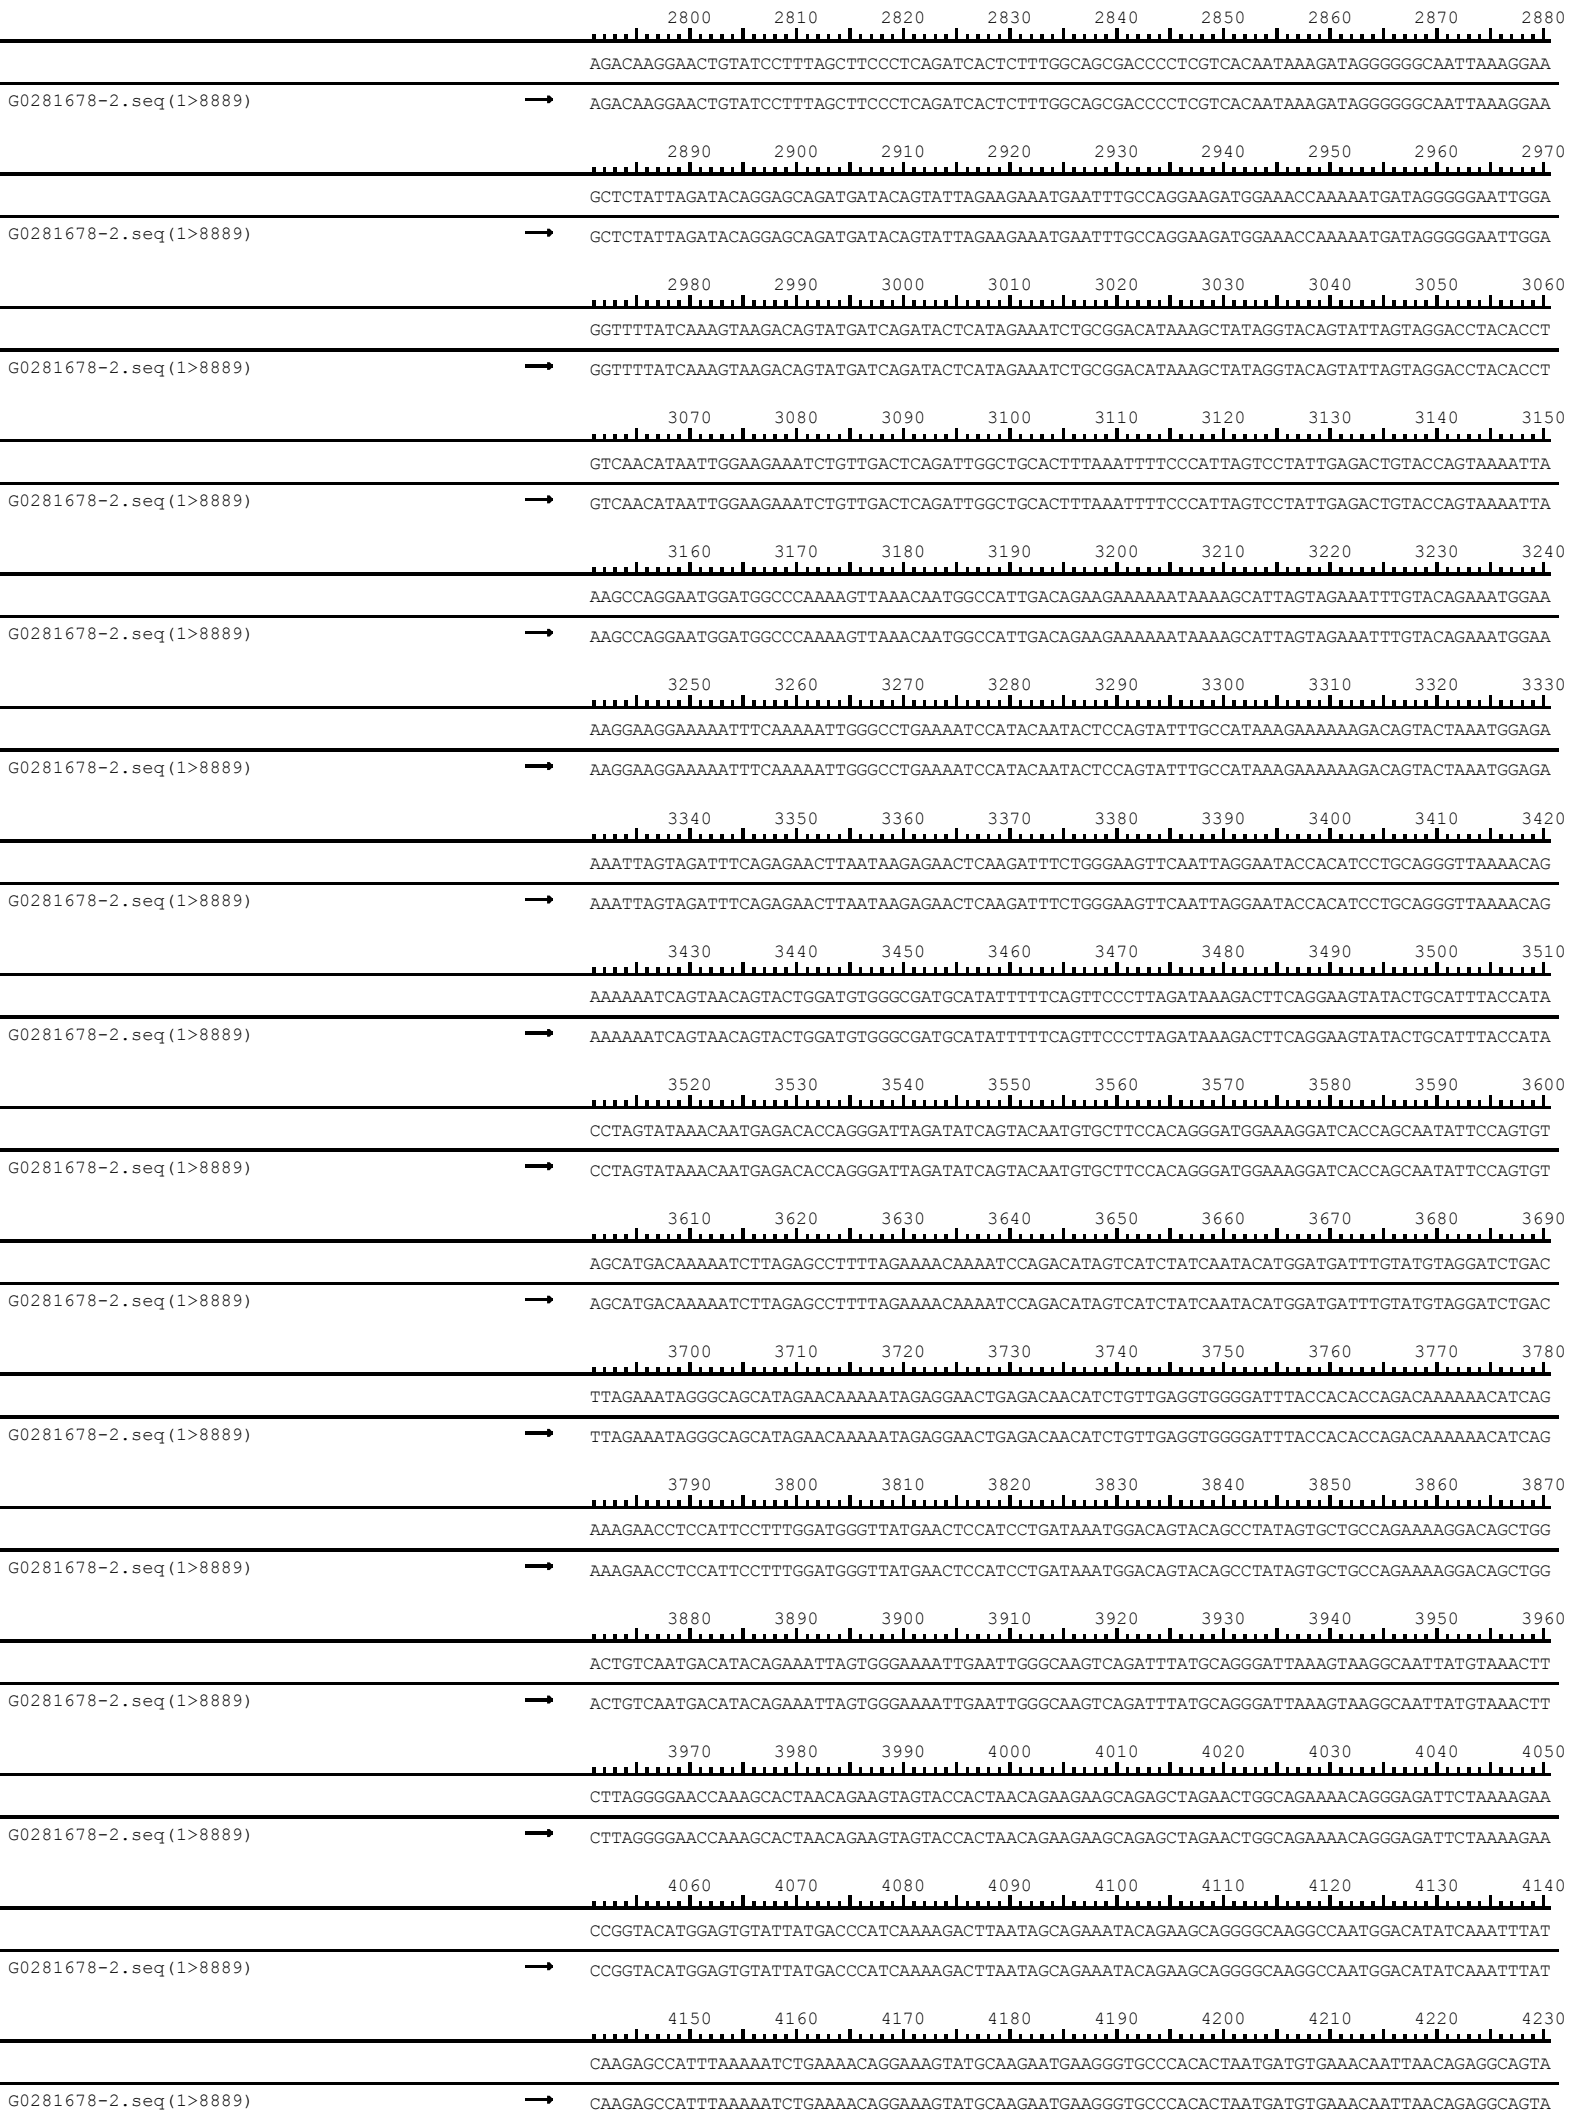 2800 2810 2820 2830 2840 2850 2860 2870 2880
AGACAAGGAACTGTATCCTTTAGCTTCCCTCAGATCACTCTTTGGCAGCGACCCCTCGTCACAATAAAGATAGGGGGGCAATTAAAGGAA
G0281678-2.seq(1>8889) → AGACAAGGAACTGTATCCTTTAGCTTCCCTCAGATCACTCTTTGGCAGCGACCCCTCGTCACAATAAAGATAGGGGGGCAATTAAAGGAA
2890 2900 2910 2920 2930 2940 2950 2960 2970
GCTCTATTAGATACAGGAGCAGATGATACAGTATTAGAAGAAATGAATTTGCCAGGAAGATGGAAACCAAAAATGATAGGGGGAATTGGA
G0281678-2.seq(1>8889) → GCTCTATTAGATACAGGAGCAGATGATACAGTATTAGAAGAAATGAATTTGCCAGGAAGATGGAAACCAAAAATGATAGGGGGAATTGGA
2980 2990 3000 3010 3020 3030 3040 3050 3060
GGTTTTATCAAAGTAAGACAGTATGATCAGATACTCATAGAAATCTGCGGACATAAAGCTATAGGTACAGTATTAGTAGGACCTACACCT
G0281678-2.seq(1>8889) → GGTTTTATCAAAGTAAGACAGTATGATCAGATACTCATAGAAATCTGCGGACATAAAGCTATAGGTACAGTATTAGTAGGACCTACACCT
3070 3080 3090 3100 3110 3120 3130 3140 3150
GTCAACATAATTGGAAGAAATCTGTTGACTCAGATTGGCTGCACTTTAAATTTTCCCATTAGTCCTATTGAGACTGTACCAGTAAAATTA
G0281678-2.seq(1>8889) → GTCAACATAATTGGAAGAAATCTGTTGACTCAGATTGGCTGCACTTTAAATTTTCCCATTAGTCCTATTGAGACTGTACCAGTAAAATTA
3160 3170 3180 3190 3200 3210 3220 3230 3240
AAGCCAGGAATGGATGGCCCAAAAGTTAAACAATGGCCATTGACAGAAGAAAAAATAAAAGCATTAGTAGAAATTTGTACAGAAATGGAA
G0281678-2.seq(1>8889) → AAGCCAGGAATGGATGGCCCAAAAGTTAAACAATGGCCATTGACAGAAGAAAAAATAAAAGCATTAGTAGAAATTTGTACAGAAATGGAA
3250 3260 3270 3280 3290 3300 3310 3320 3330
AAGGAAGGAAAAATTTCAAAAATTGGGCCTGAAAATCCATACAATACTCCAGTATTTGCCATAAAGAAAAAAGACAGTACTAAATGGAGA
G0281678-2.seq(1>8889) → AAGGAAGGAAAAATTTCAAAAATTGGGCCTGAAAATCCATACAATACTCCAGTATTTGCCATAAAGAAAAAAGACAGTACTAAATGGAGA
3340 3350 3360 3370 3380 3390 3400 3410 3420
AAATTAGTAGATTTCAGAGAACTTAATAAGAGAACTCAAGATTTCTGGGAAGTTCAATTAGGAATACCACATCCTGCAGGGTTAAAACAG
G0281678-2.seq(1>8889) → AAATTAGTAGATTTCAGAGAACTTAATAAGAGAACTCAAGATTTCTGGGAAGTTCAATTAGGAATACCACATCCTGCAGGGTTAAAACAG
3430 3440 3450 3460 3470 3480 3490 3500 3510
AAAAAATCAGTAACAGTACTGGATGTGGGCGATGCATATTTTTCAGTTCCCTTAGATAAAGACTTCAGGAAGTATACTGCATTTACCATA
G0281678-2.seq(1>8889) → AAAAAATCAGTAACAGTACTGGATGTGGGCGATGCATATTTTTCAGTTCCCTTAGATAAAGACTTCAGGAAGTATACTGCATTTACCATA
3520 3530 3540 3550 3560 3570 3580 3590 3600
CCTAGTATAAACAATGAGACACCAGGGATTAGATATCAGTACAATGTGCTTCCACAGGGATGGAAAGGATCACCAGCAATATTCCAGTGT
G0281678-2.seq(1>8889) → CCTAGTATAAACAATGAGACACCAGGGATTAGATATCAGTACAATGTGCTTCCACAGGGATGGAAAGGATCACCAGCAATATTCCAGTGT
3610 3620 3630 3640 3650 3660 3670 3680 3690
AGCATGACAAAAATCTTAGAGCCTTTTAGAAAACAAAATCCAGACATAGTCATCTATCAATACATGGATGATTTGTATGTAGGATCTGAC
G0281678-2.seq(1>8889) → AGCATGACAAAAATCTTAGAGCCTTTTAGAAAACAAAATCCAGACATAGTCATCTATCAATACATGGATGATTTGTATGTAGGATCTGAC
3700 3710 3720 3730 3740 3750 3760 3770 3780
TTAGAAATAGGGCAGCATAGAACAAAAATAGAGGAACTGAGACAACATCTGTTGAGGTGGGGATTTACCACACCAGACAAAAAACATCAG
G0281678-2.seq(1>8889) → TTAGAAATAGGGCAGCATAGAACAAAAATAGAGGAACTGAGACAACATCTGTTGAGGTGGGGATTTACCACACCAGACAAAAAACATCAG
3790 3800 3810 3820 3830 3840 3850 3860 3870
AAAGAACCTCCATTCCTTTGGATGGGTTATGAACTCCATCCTGATAAATGGACAGTACAGCCTATAGTGCTGCCAGAAAAGGACAGCTGG
G0281678-2.seq(1>8889) → AAAGAACCTCCATTCCTTTGGATGGGTTATGAACTCCATCCTGATAAATGGACAGTACAGCCTATAGTGCTGCCAGAAAAGGACAGCTGG
3880 3890 3900 3910 3920 3930 3940 3950 3960
ACTGTCAATGACATACAGAAATTAGTGGGAAAATTGAATTGGGCAAGTCAGATTTATGCAGGGATTAAAGTAAGGCAATTATGTAAACTT
G0281678-2.seq(1>8889) → ACTGTCAATGACATACAGAAATTAGTGGGAAAATTGAATTGGGCAAGTCAGATTTATGCAGGGATTAAAGTAAGGCAATTATGTAAACTT
3970 3980 3990 4000 4010 4020 4030 4040 4050
CTTAGGGGAACCAAAGCACTAACAGAAGTAGTACCACTAACAGAAGAAGCAGAGCTAGAACTGGCAGAAAACAGGGAGATTCTAAAAGAA
G0281678-2.seq(1>8889) → CTTAGGGGAACCAAAGCACTAACAGAAGTAGTACCACTAACAGAAGAAGCAGAGCTAGAACTGGCAGAAAACAGGGAGATTCTAAAAGAA
4060 4070 4080 4090 4100 4110 4120 4130 4140
CCGGTACATGGAGTGTATTATGACCCATCAAAAGACTTAATAGCAGAAATACAGAAGCAGGGGCAAGGCCAATGGACATATCAAATTTAT
G0281678-2.seq(1>8889) → CCGGTACATGGAGTGTATTATGACCCATCAAAAGACTTAATAGCAGAAATACAGAAGCAGGGGCAAGGCCAATGGACATATCAAATTTAT
4150 4160 4170 4180 4190 4200 4210 4220 4230
CAAGAGCCATTTAAAAATCTGAAAACAGGAAAGTATGCAAGAATGAAGGGTGCCCACACTAATGATGTGAAACAATTAACAGAGGCAGTA
G0281678-2.seq(1>8889) → CAAGAGCCATTTAAAAATCTGAAAACAGGAAAGTATGCAAGAATGAAGGGTGCCCACACTAATGATGTGAAACAATTAACAGAGGCAGTA